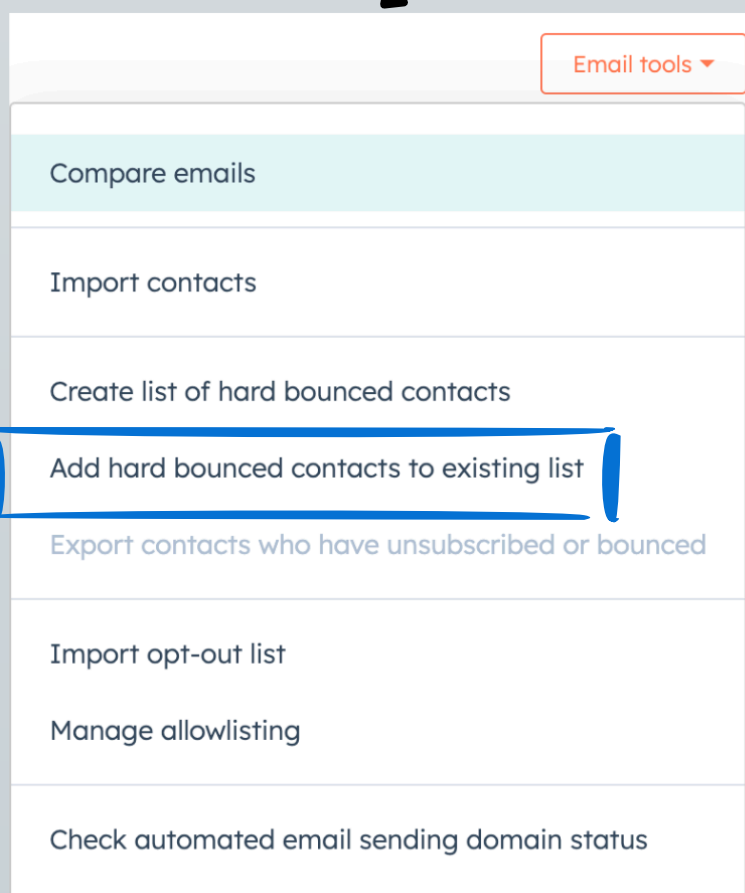 Email tools
Compare emails
Import contacts
Create list of hard bounced contacts
Add hard bounced contacts to existing list
Export contacts who have unsubscribed or bounced
Import opt-out list
Manage allowlisting
Check automated email sending domain status